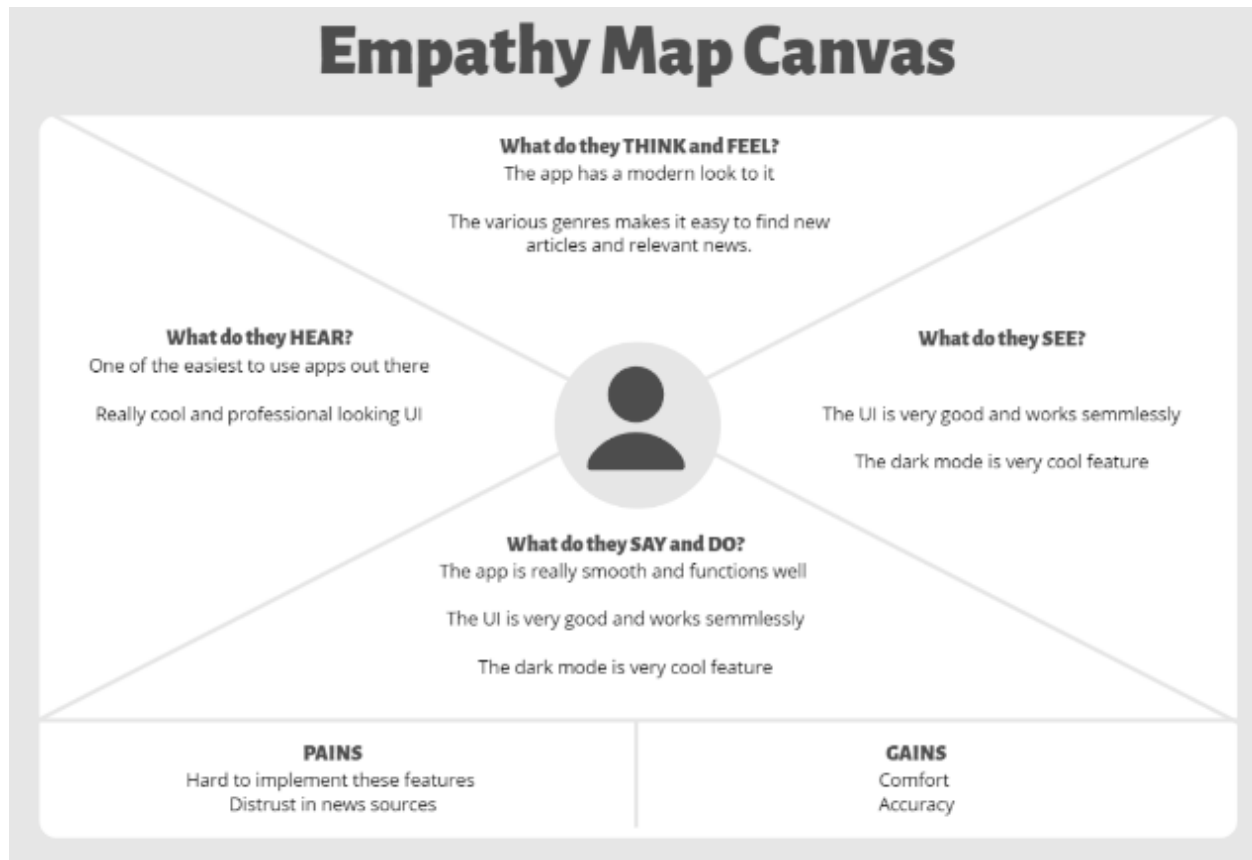 Empathy Map Canvas
What do they THINK and FEEL?
The app has a modern look to it
The various genres makes it easy to find new
articles and relevant news.
What do they HEAR?
One of the easiest to use apps out there
Really cool and professional looking UI
What do they SEE?
The UI is very good and works semmlessly
The dark mode is very cool feature
What do they SAY and DO?
The app is really smooth and functions well
The UI is very good and works semmlessly
The dark mode is very cool feature
PAINS
Hard to implement these features
Distrust in news sources
GAINS
Comfort
Accuracy